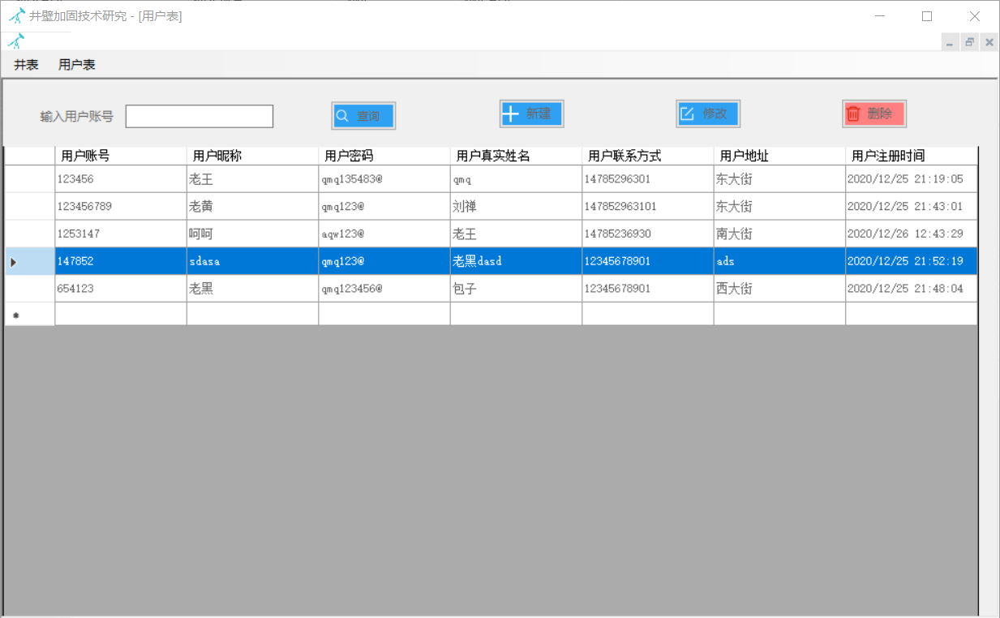 井壁加固技术研究 - [用户表]
井表 用户表
输入用户账号 查询 新建 修改 删除
用户账号 用户昵称 用户密码 用户真实姓名 用户联系方式 用户地址 用户注册时间
123456 老王 qmq135483@ qmq 14785296301 东大街 2020/12/25 21:19:05
123456789 老黄 qmq123@ 刘禅 147852963101 东大街 2020/12/25 21:43:01
1253147 呵呵 aqw123@ 老王 14785236930 南大街 2020/12/26 12:43:29
147852 sdasa qmq123@ 老黑dasd 12345678901 ads 2020/12/25 21:52:19
654123 老黑 qmq123456@ 包子 12345678901 西大街 2020/12/25 21:48:04